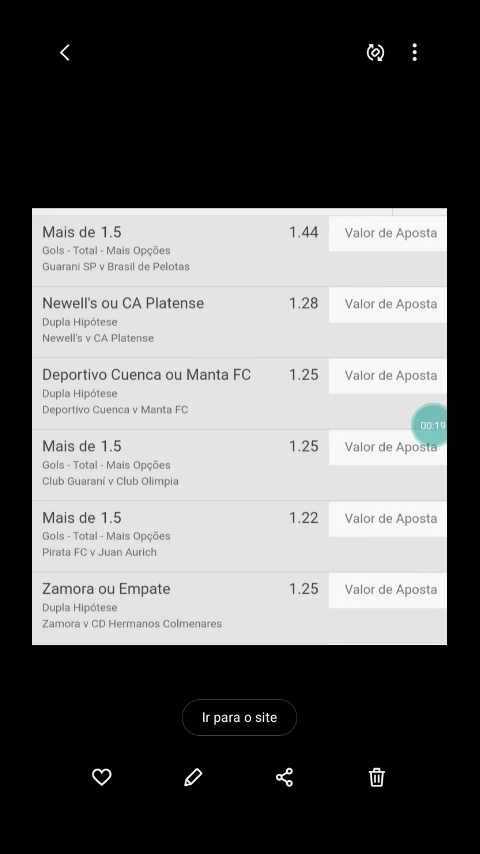 Mais de 1.5
1.44
Valor de Aposta
Gols - Total - Mais Opções
Guarani SP v Brasil de Pelotas
Newell's ou CA Platense
1.28
Valor de Aposta
Dupla Hipótese
Newell's v CA Platense
Deportivo Cuenca ou Manta FC
1.25
Valor de Aposta
Dupla Hipótese
Deportivo Cuenca v Manta FC
00:19
Mais de 1.5
1.25
Valor de Aposta
Gols - Total - Mais Opções
Club Guaraní v Club Olimpia
Mais de 1.5
1.22
Valor de Aposta
Gols - Total - Mais Opções
Pirata FC v Juan Aurich
Zamora ou Empate
1.25
Valor de Aposta
Dupla Hipótese
Zamora v CD Hermanos Colmenares
Ir para o site